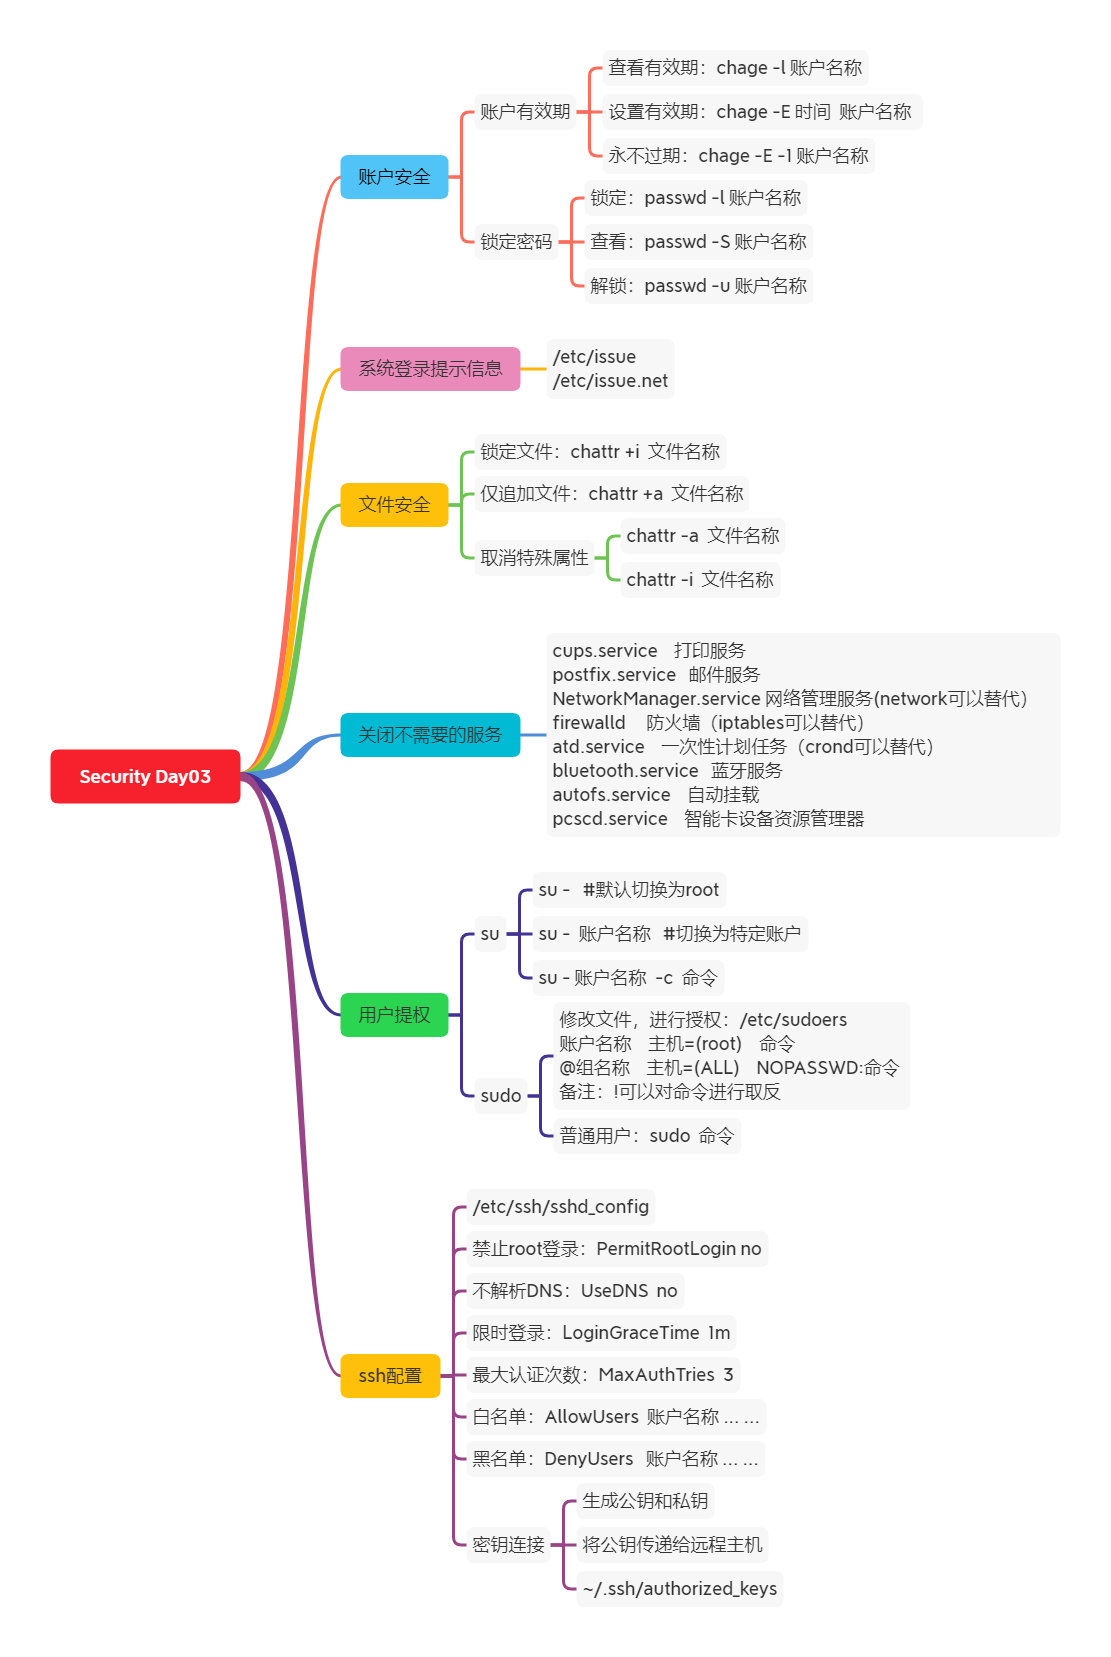 Security Day03
账户安全
账户有效期
查看有效期：chage -l 账户名称
设置有效期：chage -E 时间 账户名称
永不过期：chage -E -1 账户名称
锁定密码
锁定：passwd -l 账户名称
查看：passwd -S 账户名称
解锁：passwd -u 账户名称
系统登录提示信息
/etc/issue
/etc/issue.net
文件安全
锁定文件：chattr +i 文件名称
仅追加文件：chattr +a 文件名称
取消特殊属性
chattr -a 文件名称
chattr -i 文件名称
关闭不需要的服务
cups.service 打印服务
postfix.service 邮件服务
NetworkManager.service 网络管理服务(network可以替代）
firewalld 防火墙（iptables可以替代）
atd.service 一次性计划任务（crond可以替代）
bluetooth.service 蓝牙服务
autofs.service 自动挂载
pcscd.service 智能卡设备资源管理器
用户提权
su
su - #默认切换为root
su - 账户名称 #切换为特定账户
su - 账户名称 -c 命令
sudo
修改文件，进行授权：/etc/sudoers
账户名称 主机=(root) 命令
@组名称 主机=(ALL) NOPASSWD:命令
备注：!可以对命令进行取反
普通用户：sudo 命令
ssh配置
/etc/ssh/sshd_config
禁止root登录：PermitRootLogin no
不解析DNS：UseDNS no
限时登录：LoginGraceTime 1m
最大认证次数：MaxAuthTries 3
白名单：AllowUsers 账户名称 ... ...
黑名单：DenyUsers 账户名称 ... ...
密钥连接
生成公钥和私钥
将公钥传递给远程主机
~/.ssh/authorized_keys